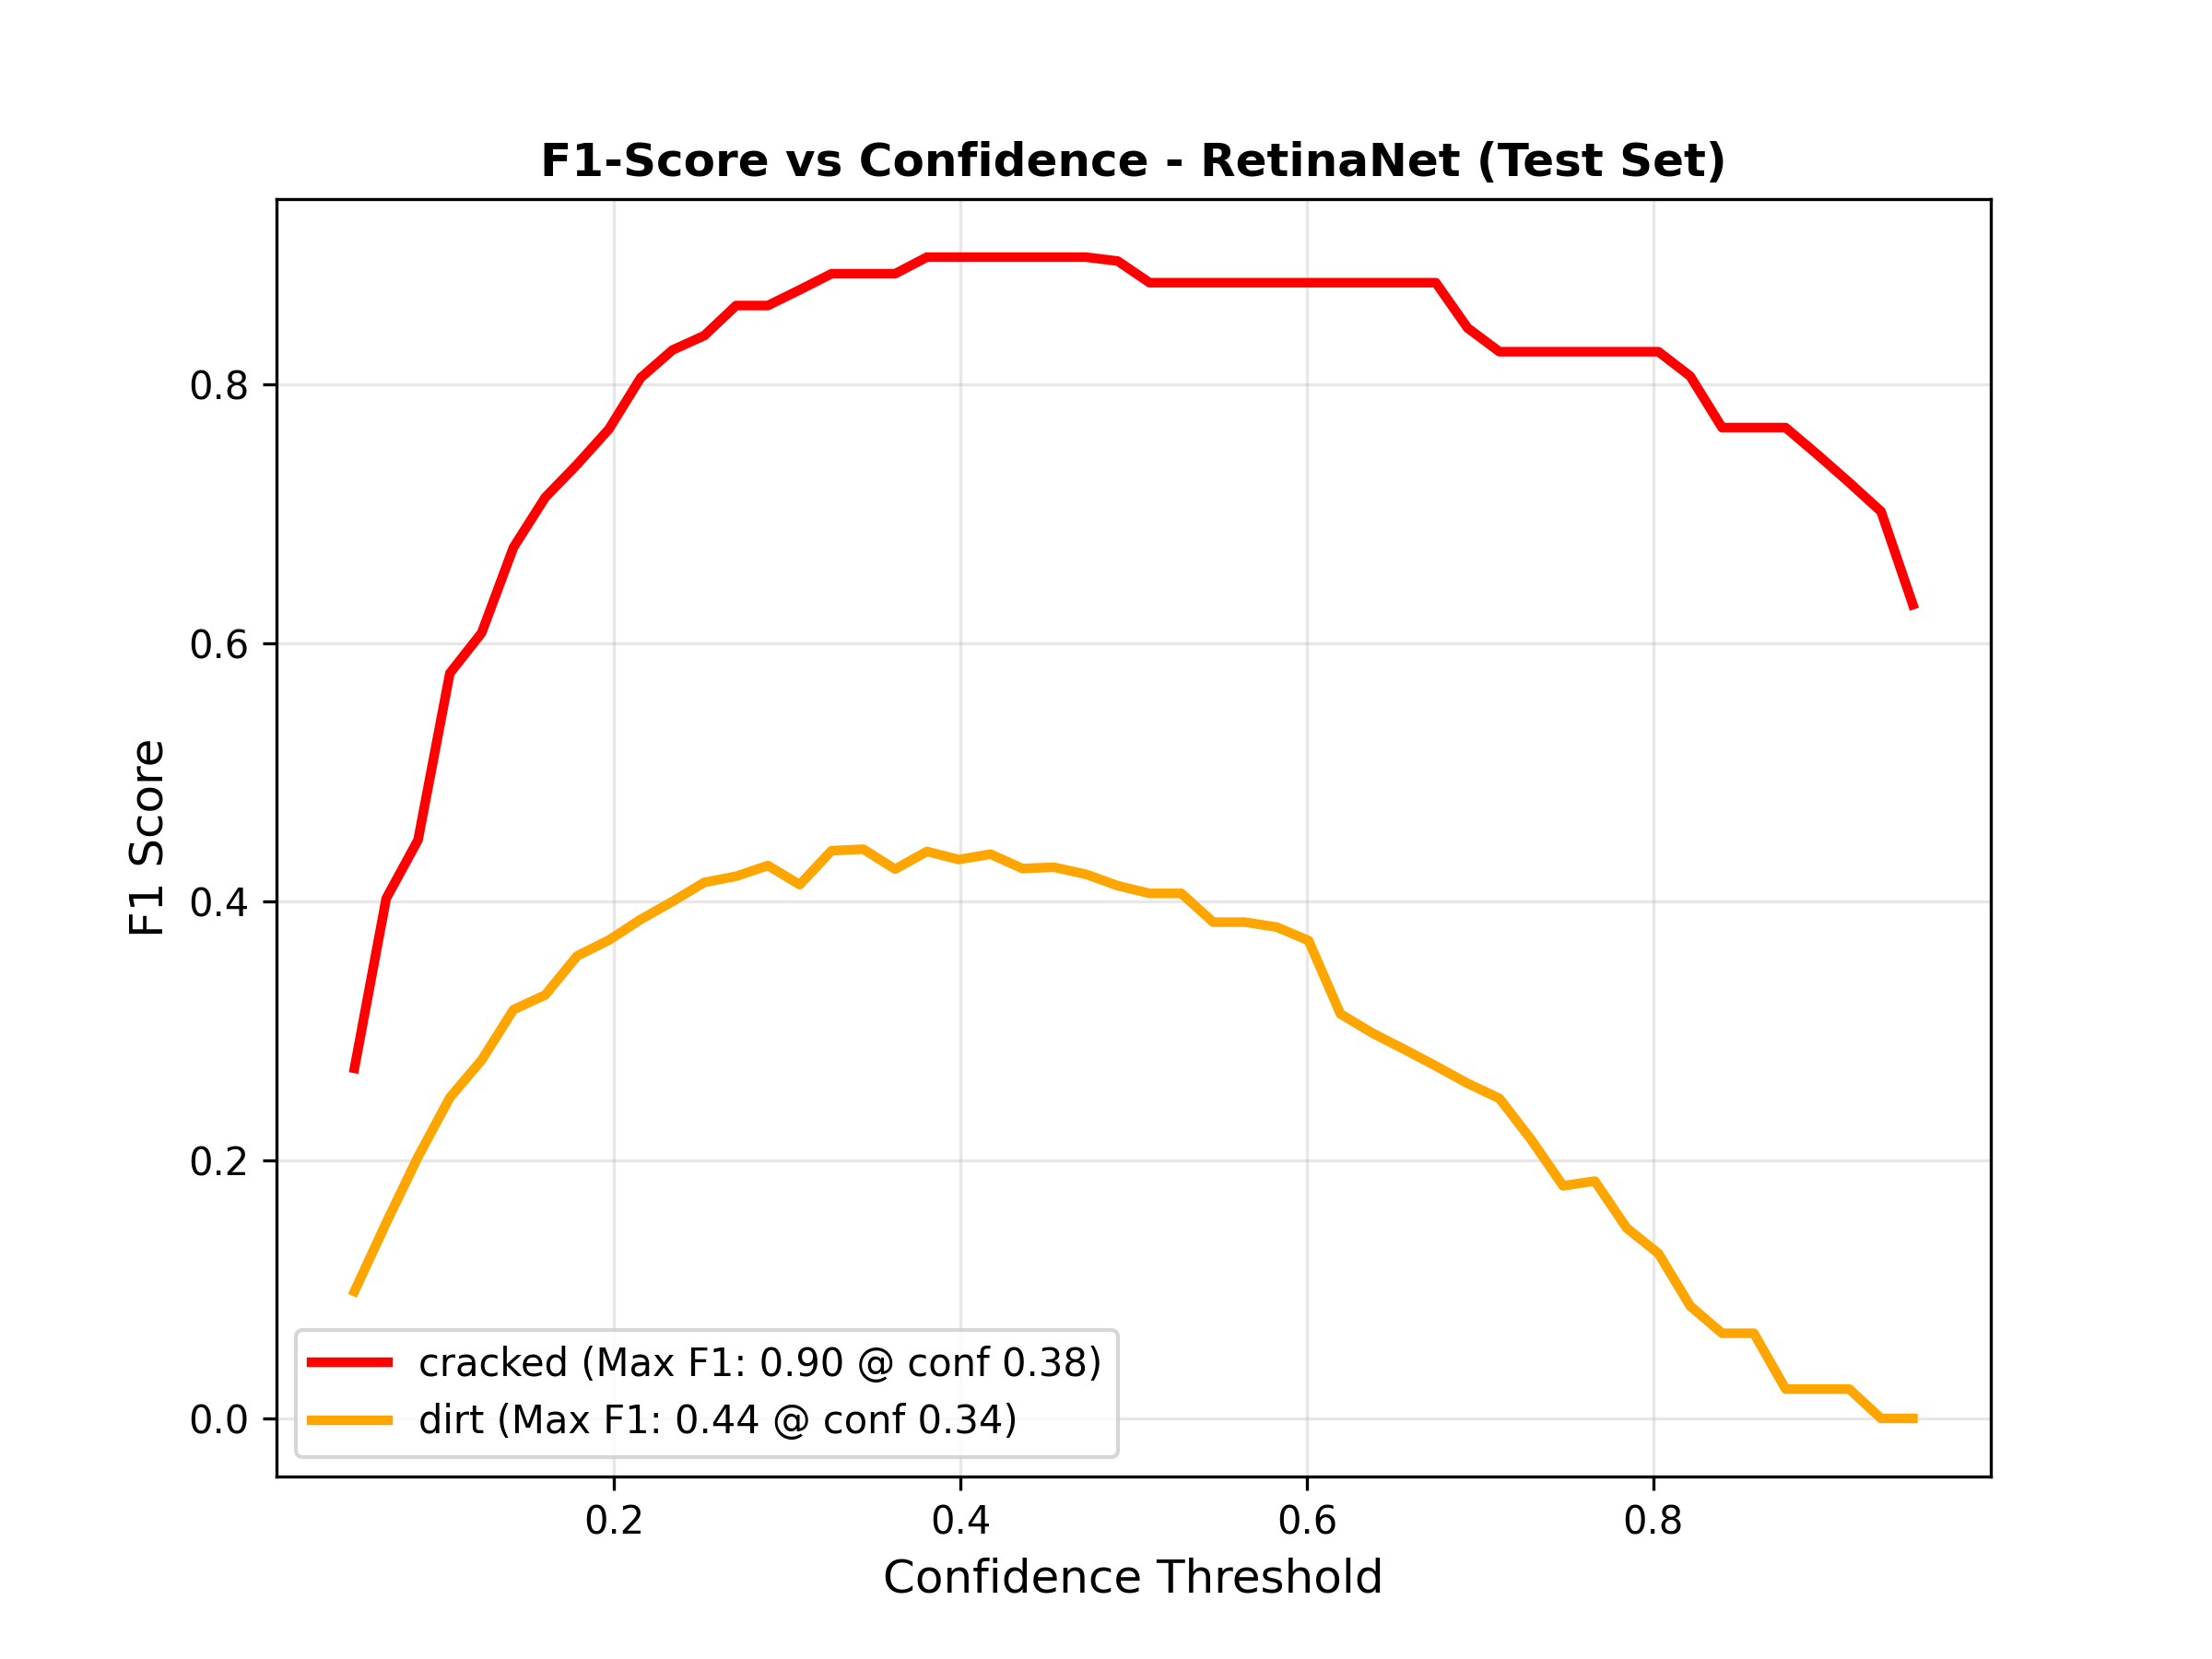 F1-Score vs Confidence - RetinaNet (Test Set)
F1 Score
0.8
0.6
0.4
0.2
0.0
cracked (Max F1: 0.90 @ conf 0.38)
dirt (Max F1: 0.44 @ conf 0.34)
0.2
0.4
0.6
0.8
Confidence Threshold